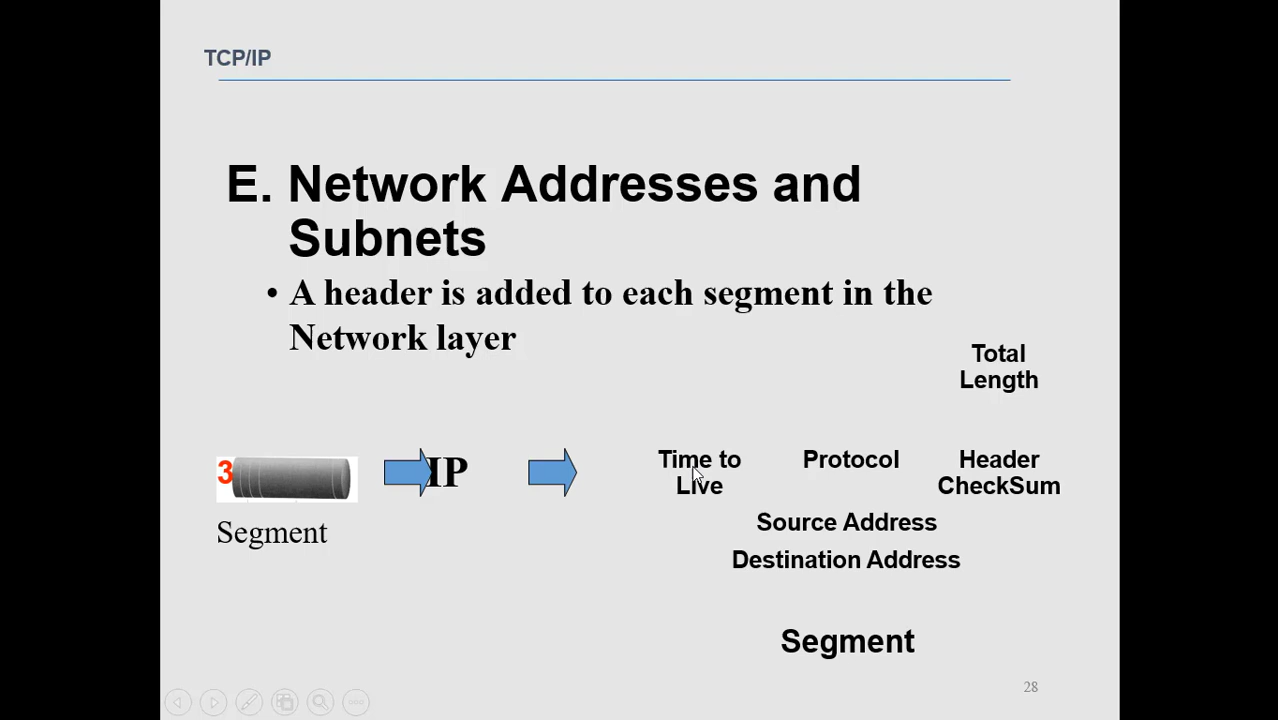 TCP/IP
E. Network Addresses and
Subnets
• A header is added to each segment in the
Network layer
Total
Length
3
IP
Time to
Live
Protocol
Header
CheckSum
Segment
Source Address
Destination Address
Segment
28